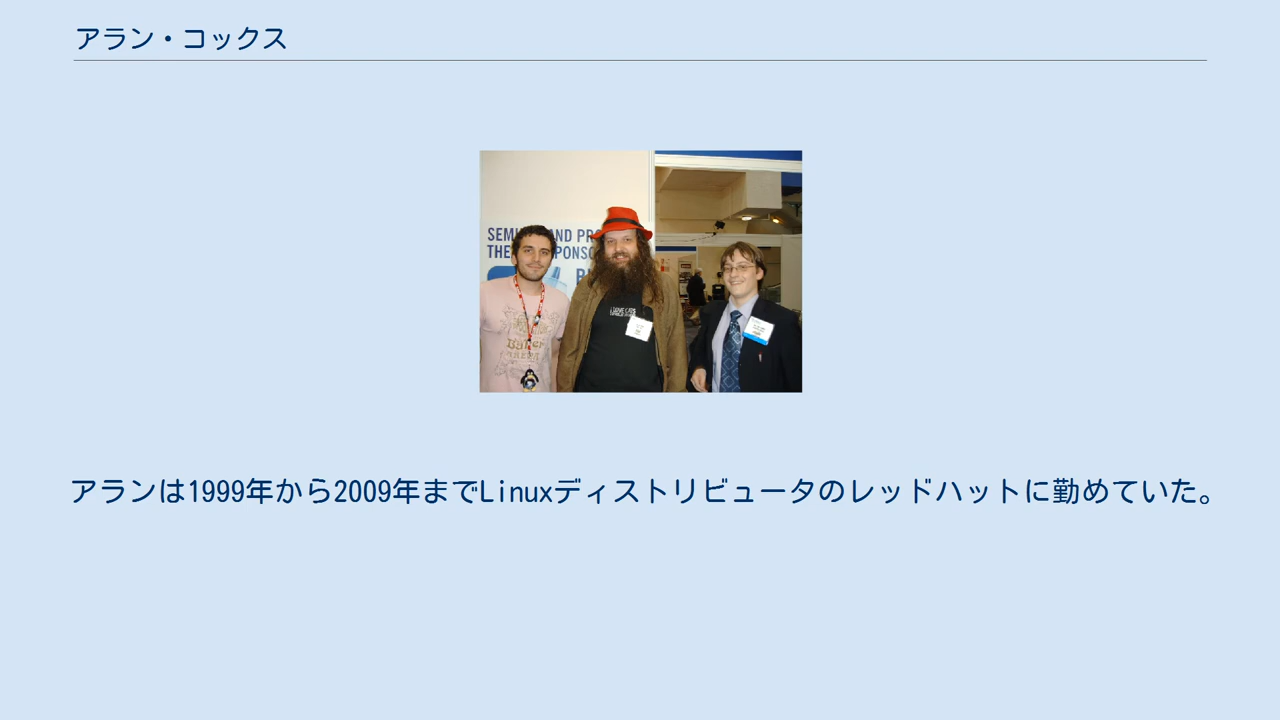 アラン・コックス
SEMI AND PR
THE SPONSO
アランは1999年から2009年までLinuxディストリビュータのレッドハットに勤めていた。